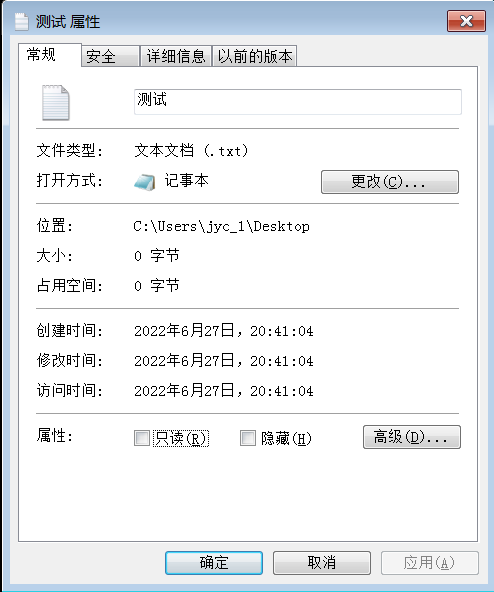 测试 属性
常规 安全 详细信息 以前的版本
测试
文件类型： 文本文档 (.txt)
打开方式： 记事本 更改(C)...
位置： C:\Users\jyc_1\Desktop
大小： 0 字节
占用空间： 0 字节
创建时间： 2022年6月27日，20:41:04
修改时间： 2022年6月27日，20:41:04
访问时间： 2022年6月27日，20:41:04
属性： 只读(R) 隐藏(H) 高级(D)...
确定 取消 应用(A)